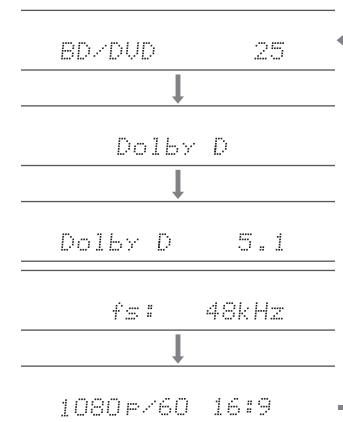 BD/DVD 25
Dolby D
Dolby D 5.1
fs: 48kHz
1080p/60 16:9